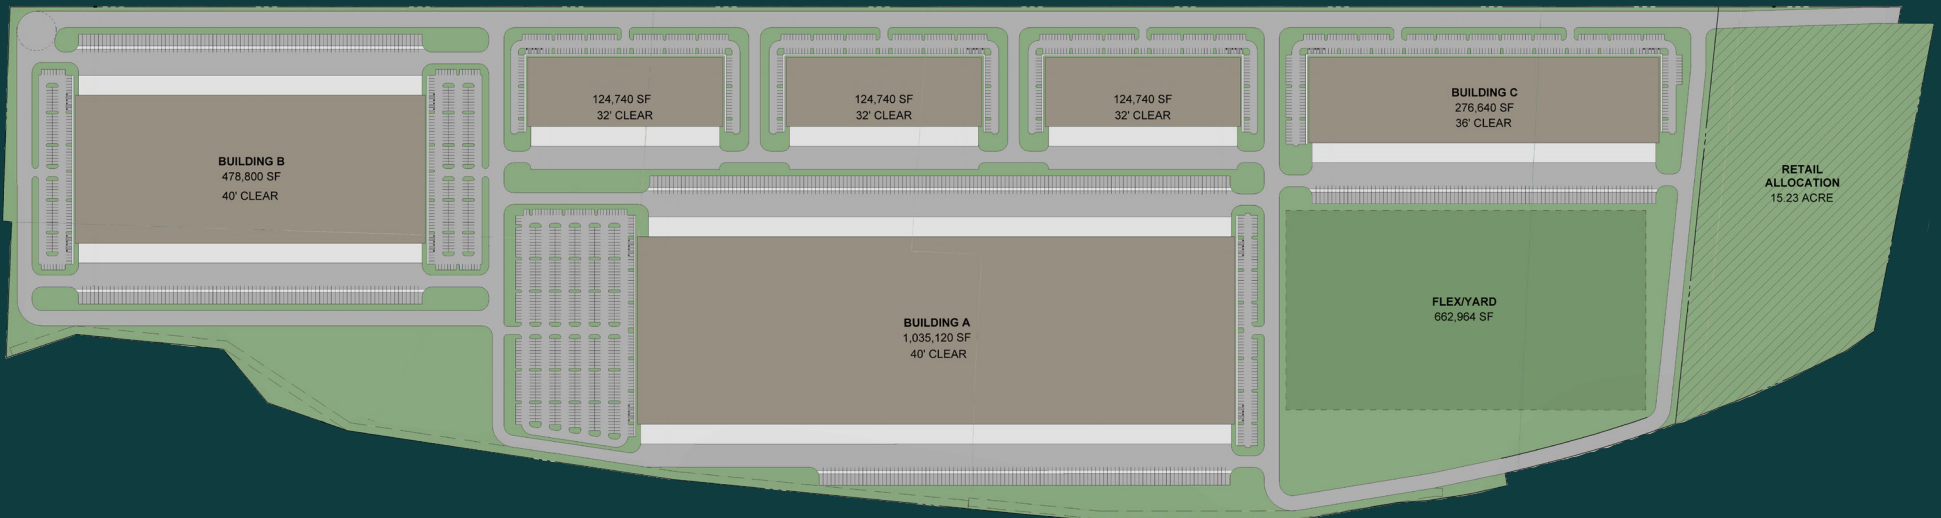 124,740 SF
32' CLEAR
124,740 SF
32' CLEAR
124,740 SF
32' CLEAR
BUILDING C
276,640 SF
36' CLEAR
BUILDING B
478,800 SF
40' CLEAR
RETAIL
ALLOCATION
15.23 ACRE
FLEX/YARD
662,964 SF
BUILDING A
1,035,120 SF
40' CLEAR